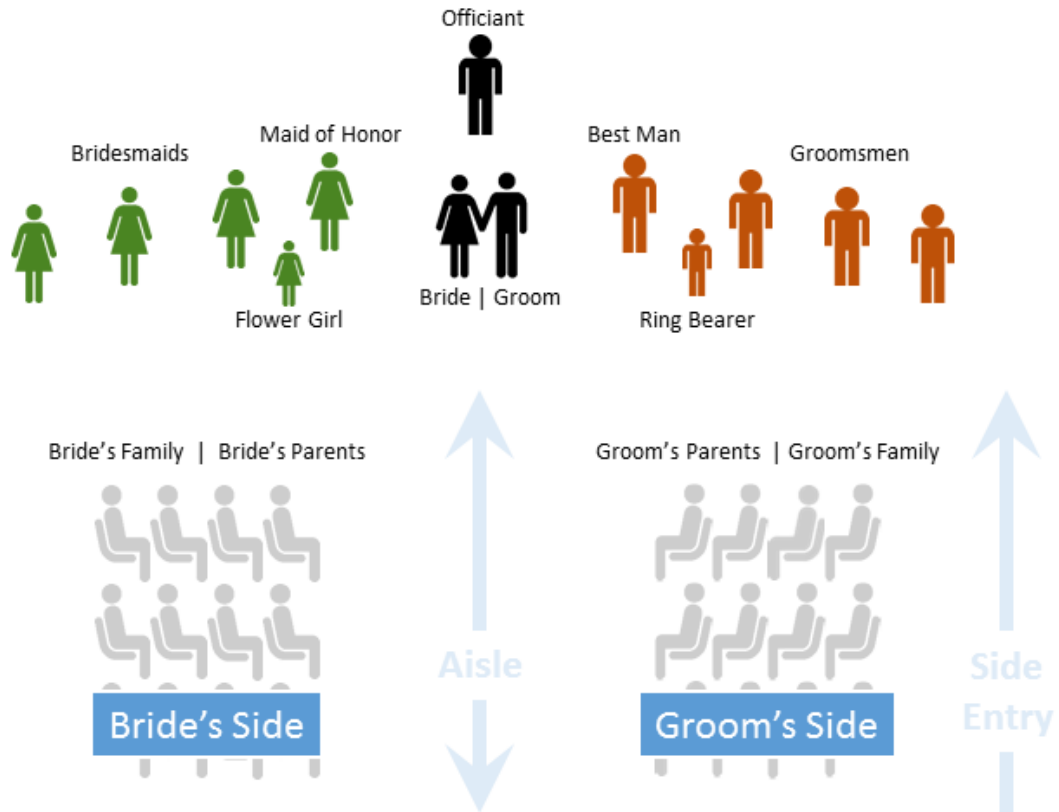 Officiant
Maid of Honor
Best Man
Bridesmaids
Groomsmen
Bride | Groom
Flower Girl
Ring Bearer
Bride's Family | Bride's Parents
Groom's Parents | Groom's Family
Aisle
Side
Entry
Bride's Side
Groom's Side